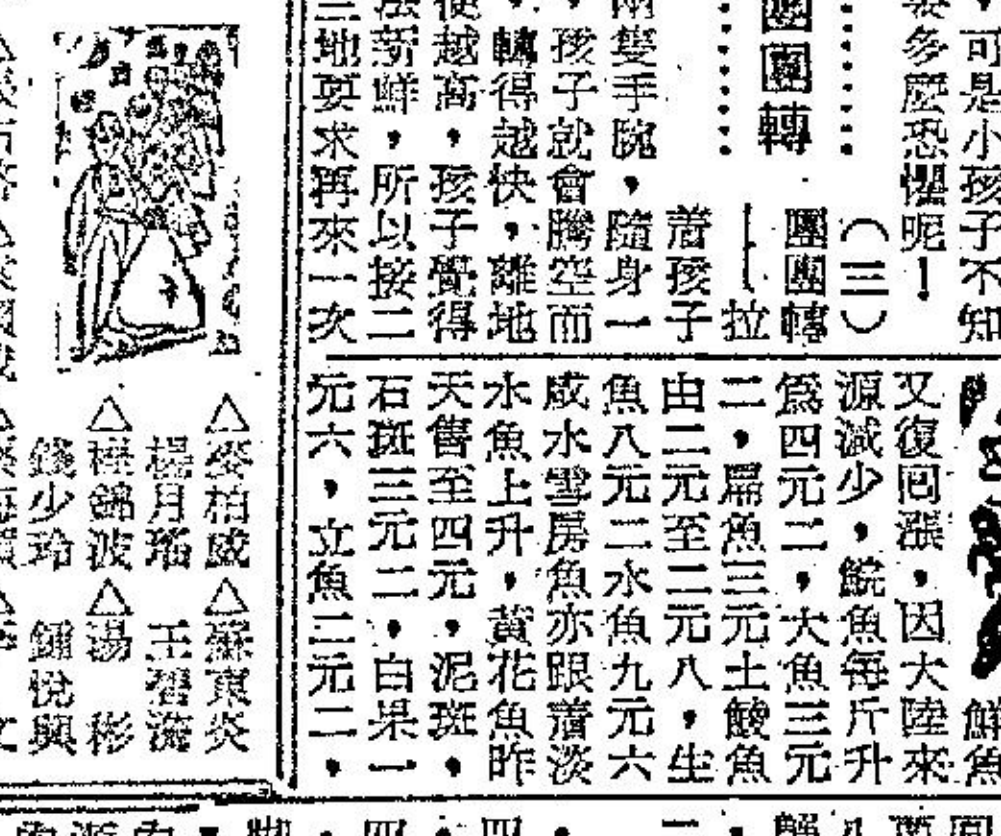 ，可是小孩子不知
多麼恐懼呢！
（三）
團團轉
團團轉
——拉
着孩子
兩隻手腕，隨身一
，孩子就會騰空而
，轉得越快，離地
便越高，孩子覺得
法新鮮，所以接二
三地要求再來一次
鮮魚
又復回漲，因大陸來
源減少，鯇魚每斤升
爲四元二，大魚三元
二，扁魚三元土鯪魚
由二元至二元八，生
魚八元二水魚九元六
咸水雪房魚亦跟着淡
水魚上升，黃花魚昨
天售至四元，泥斑，
石斑三元二，白果一
元六，立魚二元二，
△麥柏威 △蘇東炎
楊月瑤 王
△桂錦波 △湯 彬
錢少玲 鍾悅興